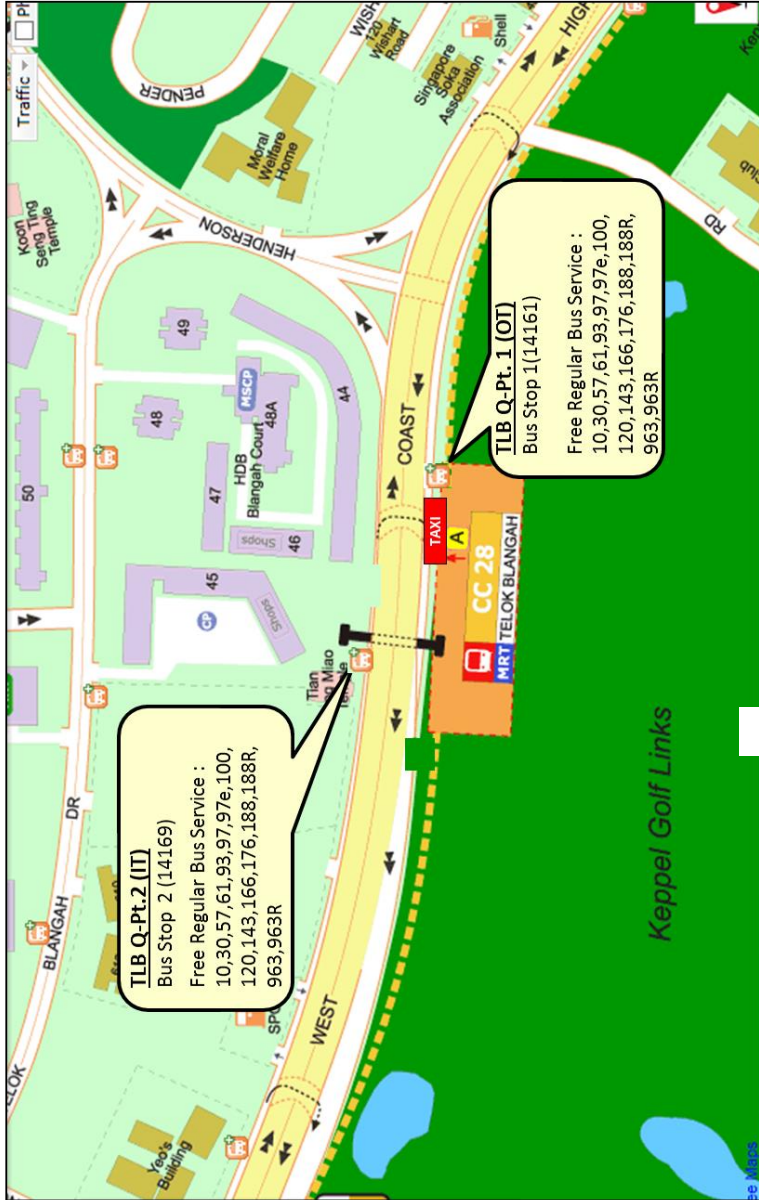 TLB Q-Pt.2 (IT)
Bus Stop 2 (14169)
Free Regular Bus Service :
10,30,57,61,93,97,97e,100,
120,143,166,176,188,188R,
963,963R
TLB Q-Pt. 1 (OT)
Bus Stop 1(14161)
Free Regular Bus Service :
10,30,57,61,93,97,97e,100,
120,143,166,176,188,188R,
963,963R
Traffic
BLANGAH
DR
50
Koon
Seng Ting
Temple
PENDER
120
Wishart
Road
Moral
Welfare
Home
Singapore
Soka
Association
Shell
HENDERSON
49
48
MSCP
48A
47
HDB
Blangah Court
44
46
Shops
45
Shops
CP
Tian
Miao
Yeo's
Building
WEST
COAST
HIGH
RD
TAXI
A
CC 28
MRT TELOK BLANGAH
Keppel Golf Links